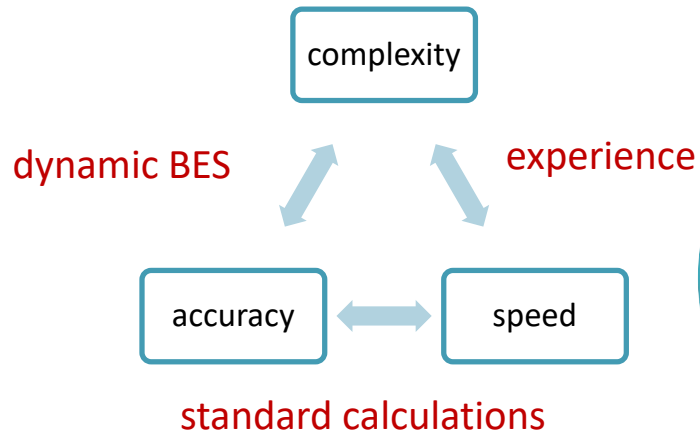 complexity
dynamic BES
experience
accuracy
speed
standard calculations